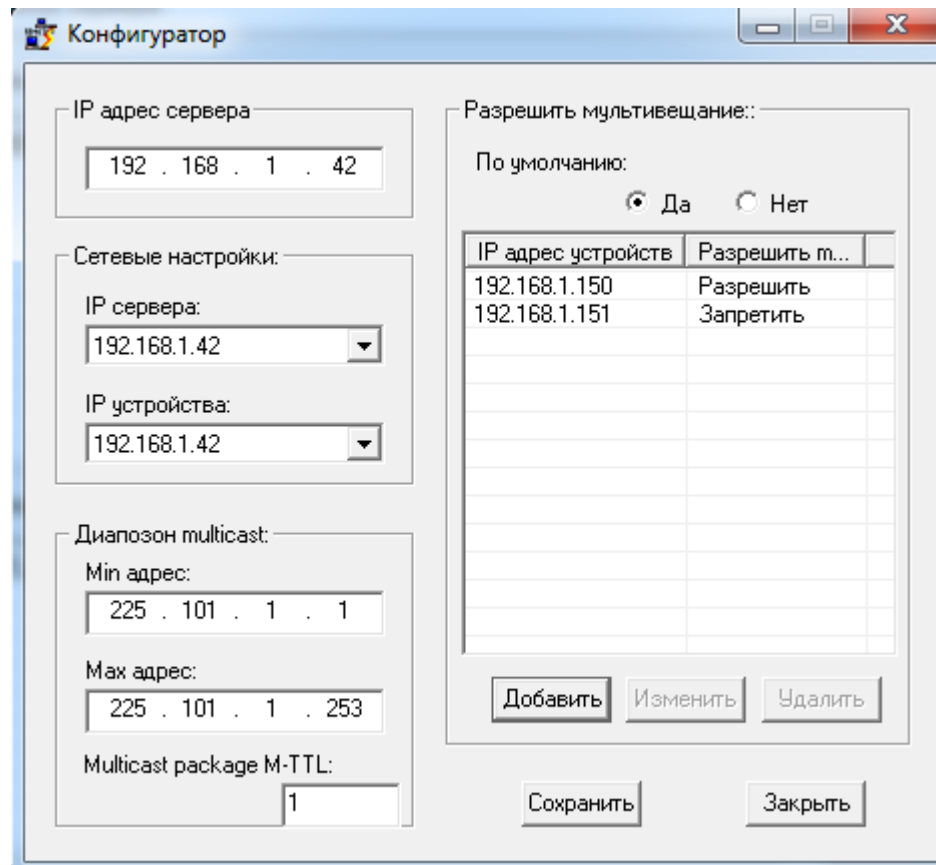 Конфигуратор
IP адрес сервера
192 . 168 . 1 . 42
Сетевые настройки:
IP сервера:
192.168.1.42
IP устройства:
192.168.1.42
Диапозон multicast:
Min адрес:
225 . 101 . 1 . 1
Max адрес:
225 . 101 . 1 . 253
Multicast package M-TTL:
1
Разрешить мультивещание::
По умолчанию:
Да Нет
IP адрес устройств Разрешить m...
192.168.1.150 Разрешить
192.168.1.151 Запретить
Добавить Изменить Удалить
Сохранить Закрыть